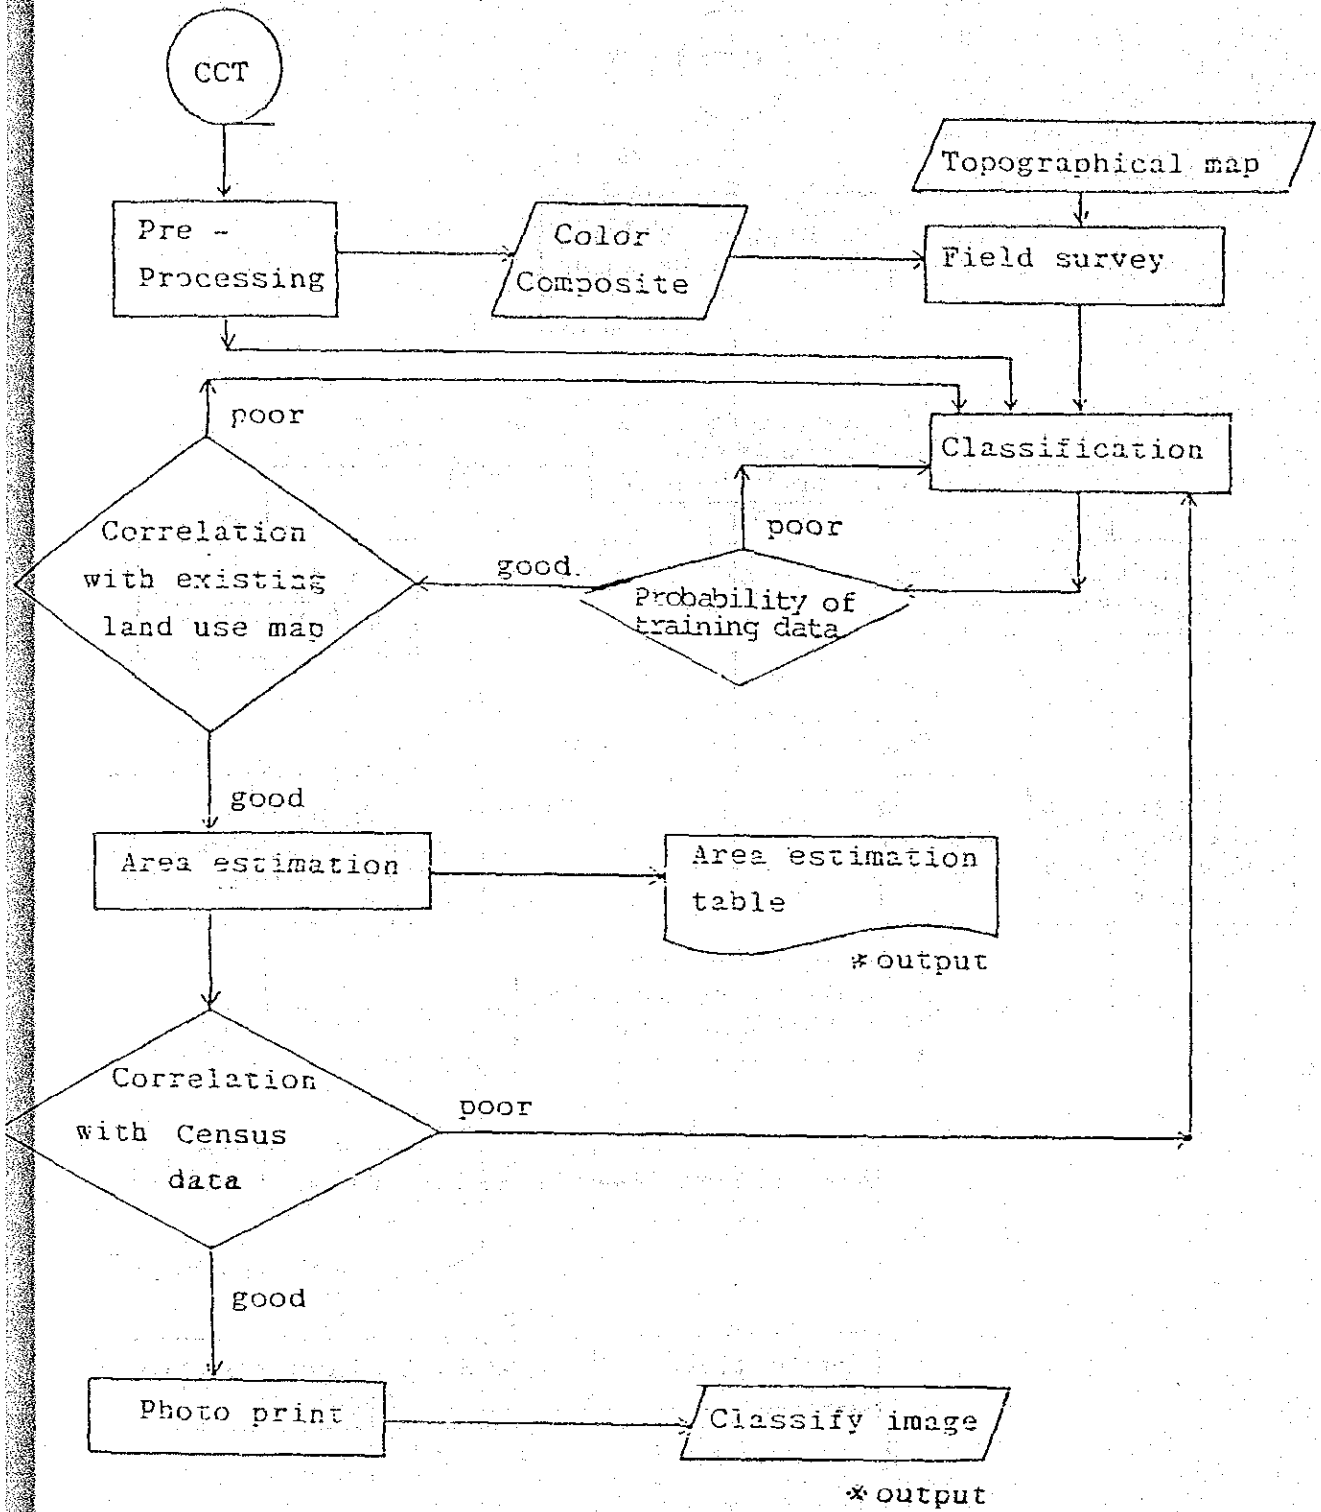 CCT
Topographical map
Pre -
Processing
Color
Composite
Field survey
poor
Classification
Correlation
with existing
land use map
good.
poor
Probability of
training data
good
Area estimation
Area estimation
table
* output
Correlation
with Census
data
poor
good
Photo print
Classify image
* output